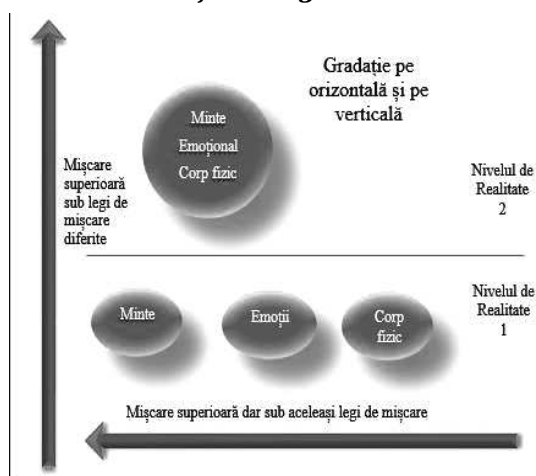 Gradație pe
orizontală și pe
verticală
Minte
Emoțional
Corp fizic
Mișcare
superioară
sub legi de
mișcare
diferite
Nivelul de
Realitate
2
Nivelul de
Realitate
1
Minte
Emoții
Corp
fizic
Mișcare superioară dar sub aceleași legi de mișcare